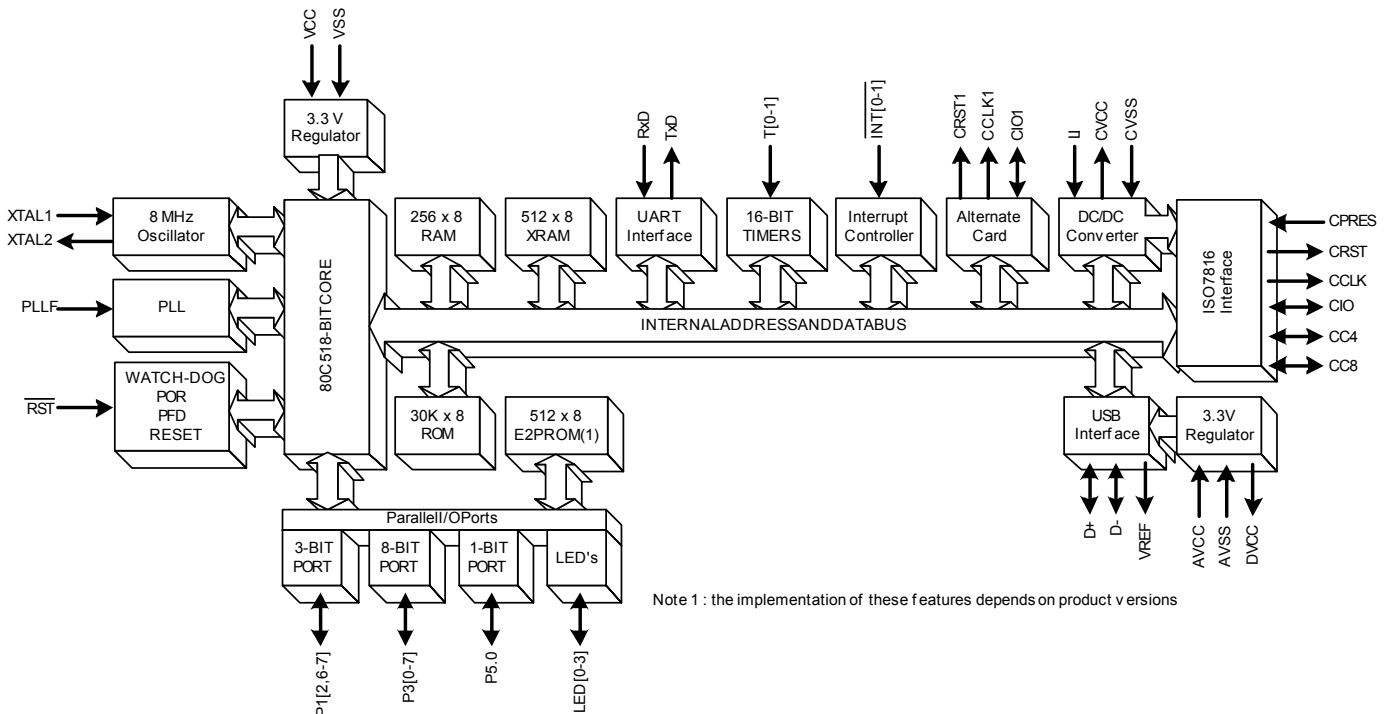 VCC
VSS
3.3 V
Regulator
RxD
TxD
T[0-1]
INT[0-1]
CRST1
CCLK1
CIO1
LI
CVCC
CVSS
XTAL1
XTAL2
8 MHz
Oscillator
256 x 8
RAM
512 x 8
XRAM
UART
Interface
16-BIT
TIMERS
Interrupt
Controller
Alternate
Card
DC/DC
Converter
ISO7816
Interface
CPRES
CRST
CCLK
CIO
CC4
CC8
PLLF
PLL
80C518-BITCORE
INTERNALADDRESSANDDATABUS
RST
WATCH-DOG
POR
PFD
RESET
30K x 8
ROM
512 x 8
E2PROM(1)
USB
Interface
3.3V
Regulator
D+
D-
VREF
AVCC
AVSS
DVCC
ParallelI/OPorts
3-BIT
PORT
8-BIT
PORT
1-BIT
PORT
LED's
P1[2,6-7]
P3[0-7]
P5.0
LED[0-3]
Note 1 : the implementation of these features depends on product versions